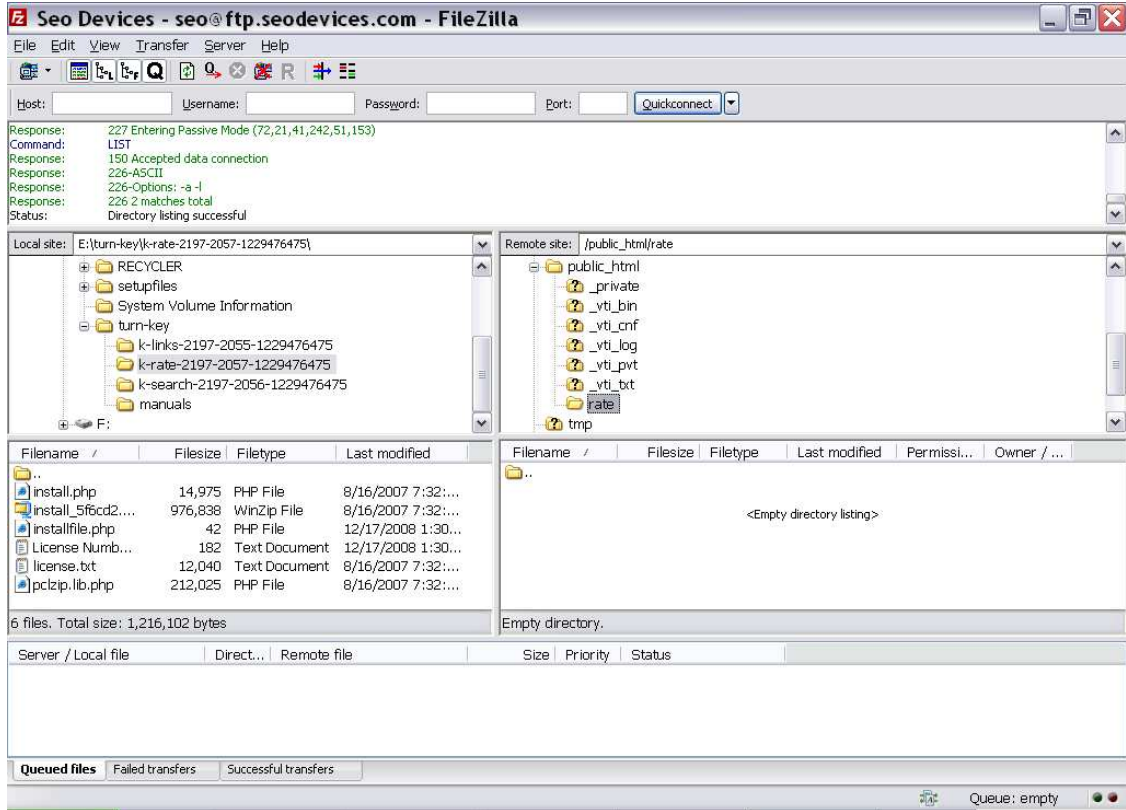 Seo Devices - seo@ftp.seodevices.com - FileZilla
File Edit View Transfer Server Help
Host: Username: Password: Port: Quickconnect
Response: 227 Entering Passive Mode (72,21,41,242,51,153)
Command: LIST
Response: 150 Accepted data connection
Response: 226-ASCII
Response: 226-Options: -a -l
Response: 226 2 matches total
Status: Directory listing successful
Local site: E:\turn-key\k-rate-2197-2057-1229476475\
RECYCLER
setupfiles
System Volume Information
turn-key
k-links-2197-2055-1229476475
k-rate-2197-2057-1229476475
k-search-2197-2056-1229476475
manuals
F:
Remote site: /public_html/rate
public_html
_private
_vti_bin
_vti_cnf
_vti_log
_vti_pvt
_vti_txt
rate
tmp
Filename / Filesize Filetype Last modified
..
install.php 14,975 PHP File 8/16/2007 7:32:...
install_5f6cd2.... 976,838 WinZip File 8/16/2007 7:32:...
installfile.php 42 PHP File 12/17/2008 1:30...
License Numb... 182 Text Document 12/17/2008 1:30...
license.txt 12,040 Text Document 8/16/2007 7:32:...
pclzip.lib.php 212,025 PHP File 8/16/2007 7:32:...
6 files. Total size: 1,216,102 bytes
Filename / Filesize Filetype Last modified Permissi... Owner / ...
..
<Empty directory listing>
Empty directory.
Server / Local file Direct... Remote file Size Priority Status
Queued files Failed transfers Successful transfers
Queue: empty